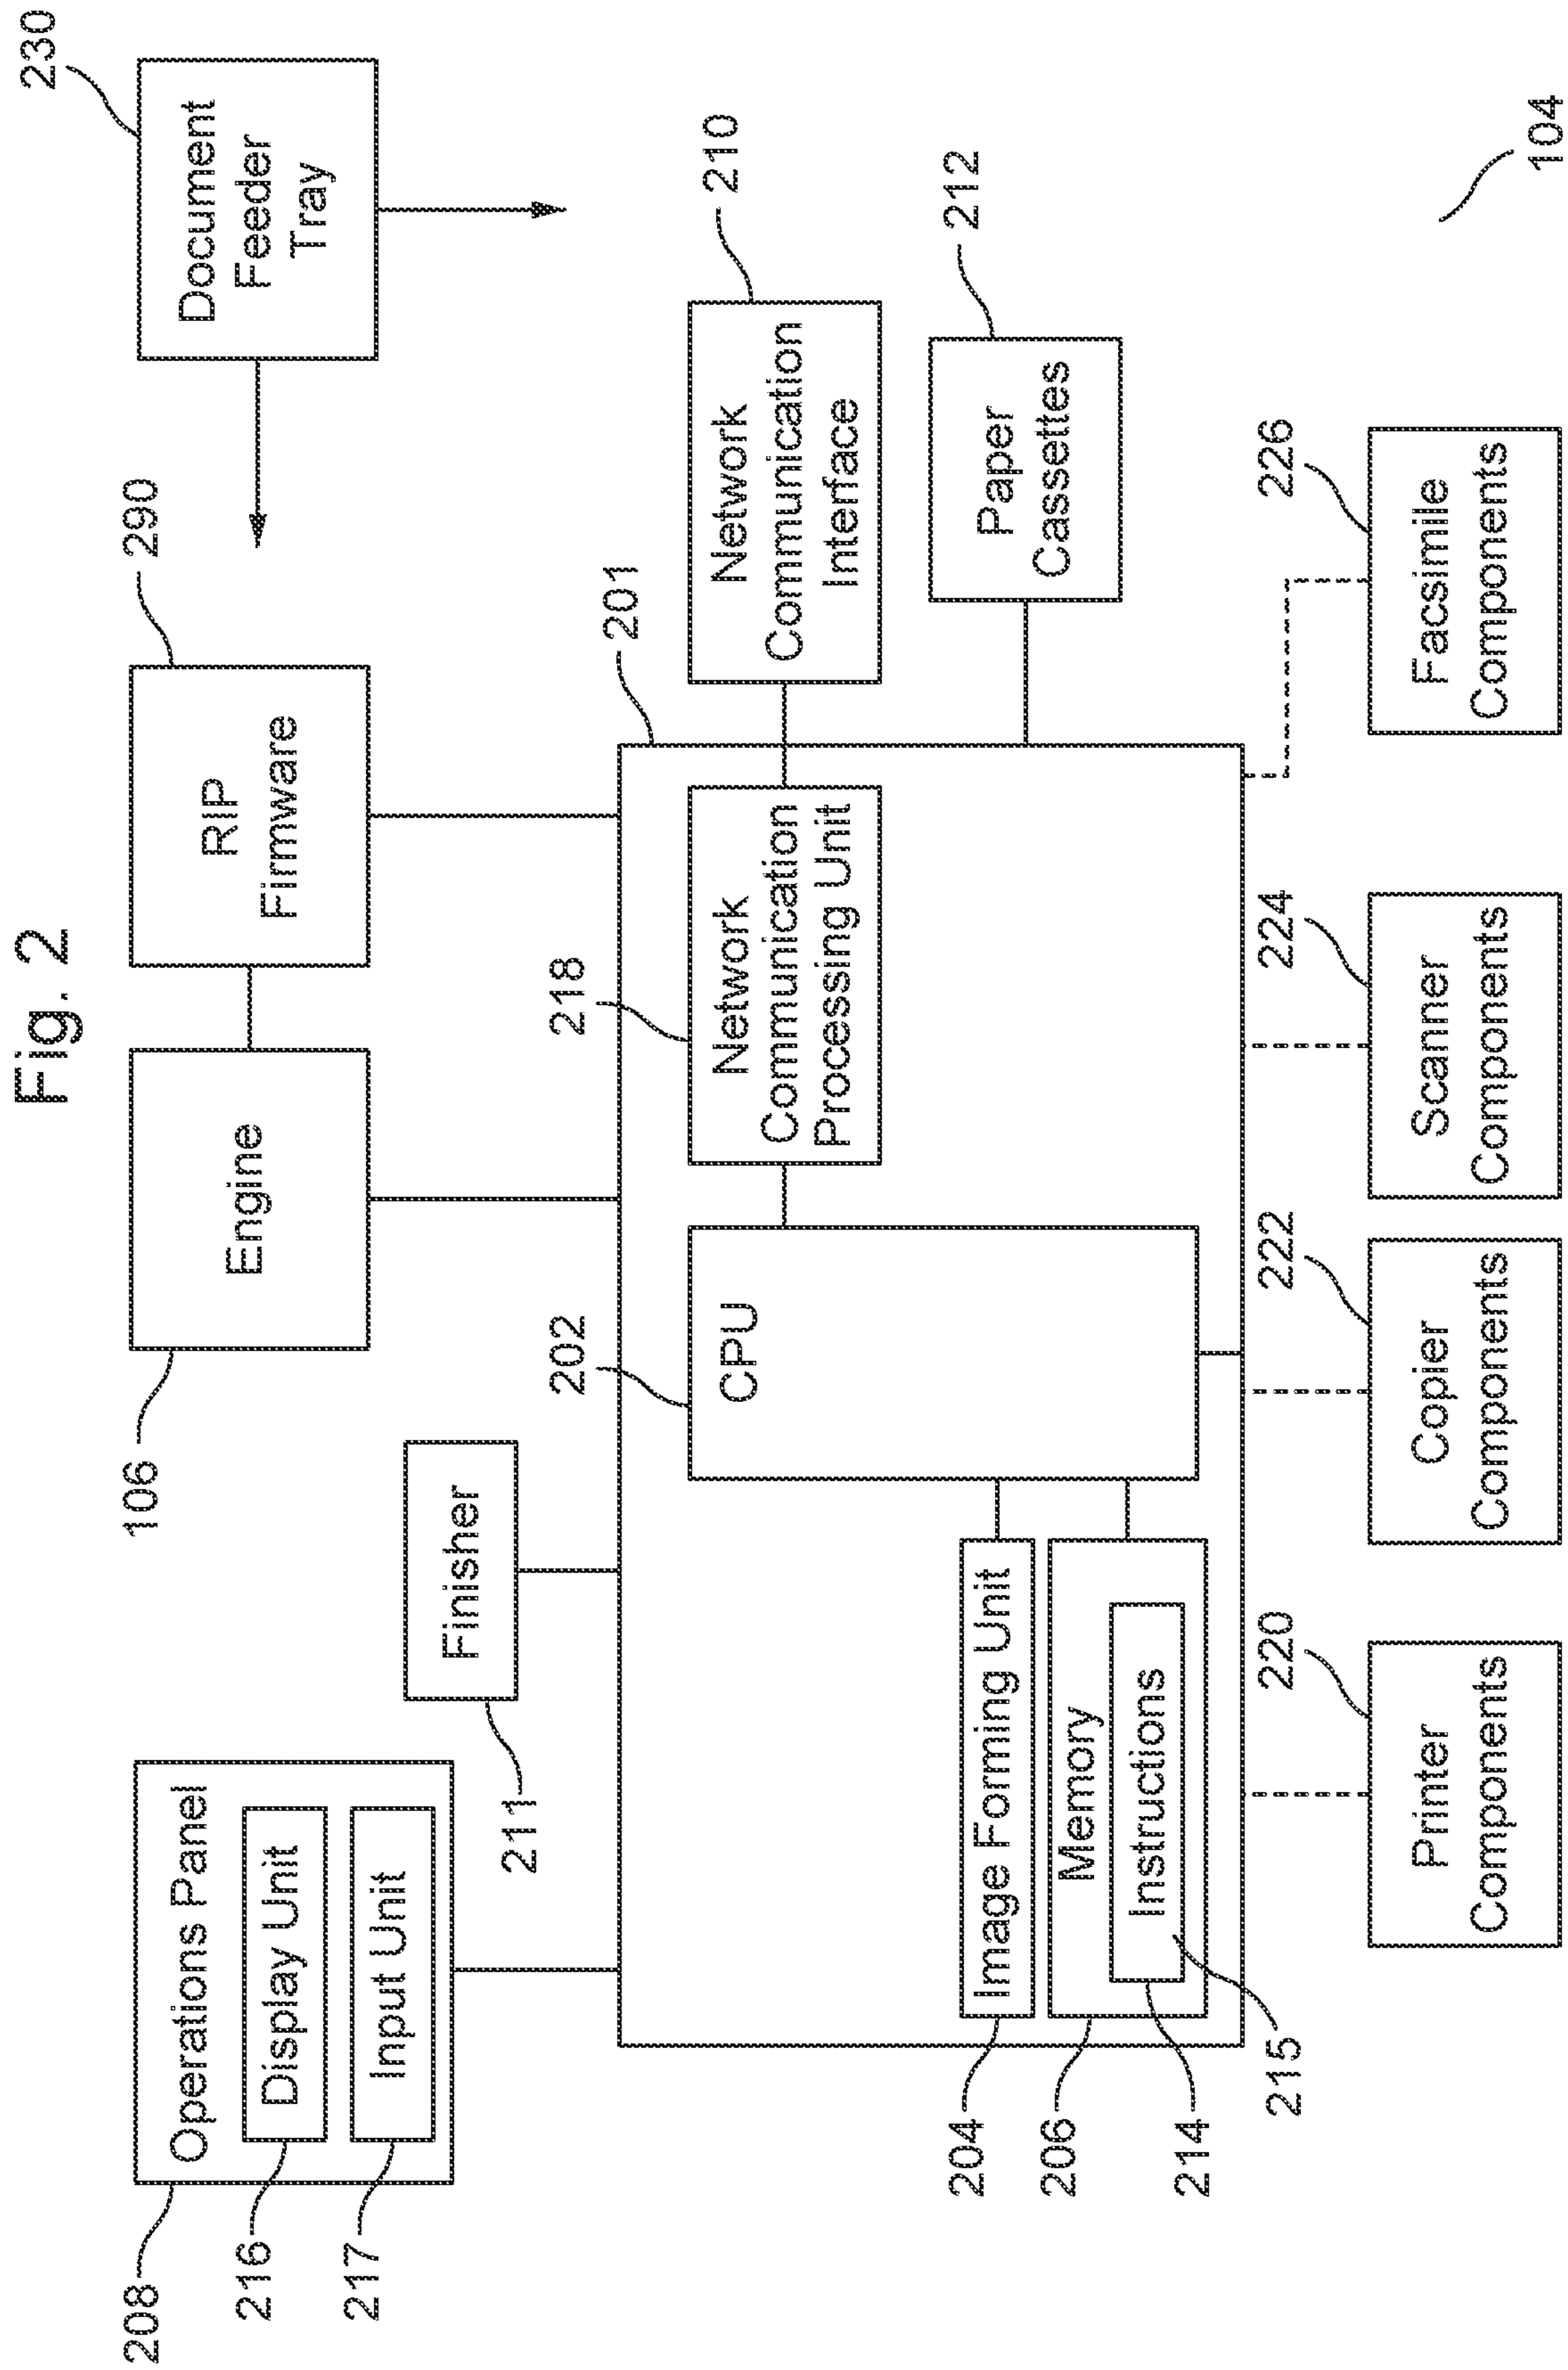 Fig. 2
208
Operations Panel
216
Display Unit
217
Input Unit
106
Engine
290
RIP
Firmware
230
Document
Feeder
Tray
211
Finisher
201
202
CPU
218
Network
Communication
Processing Unit
210
Network
Communication
Interface
212
Paper
Cassettes
204
Image Forming Unit
206
Memory
214
Instructions
215
220
Printer
Components
222
Copier
Components
224
Scanner
Components
226
Facsimile
Components
104